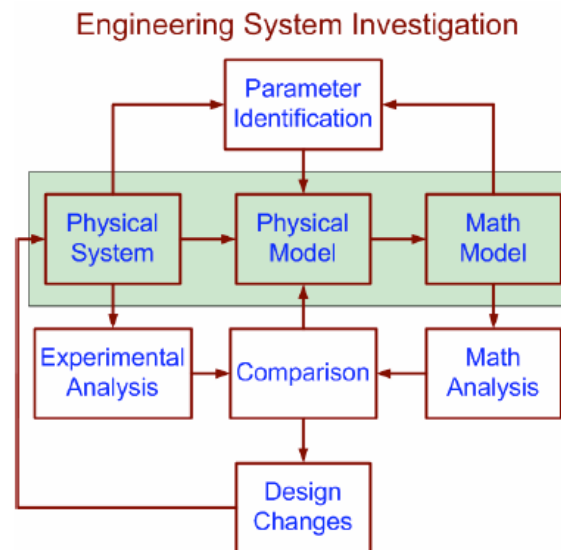 Engineering System Investigation
Parameter
Identification
Physical
System
Physical
Model
Math
Model
Experimental
Analysis
Comparison
Math
Analysis
Design
Changes